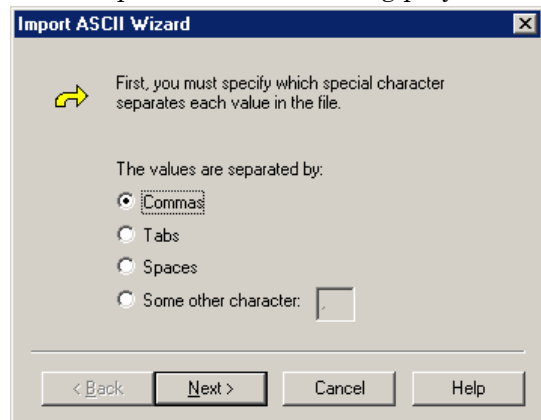 Import ASCII Wizard
First, you must specify which special character
separates each value in the file.
The values are separated by:
Commas
Tabs
Spaces
Some other character: ,
< Back Next > Cancel Help